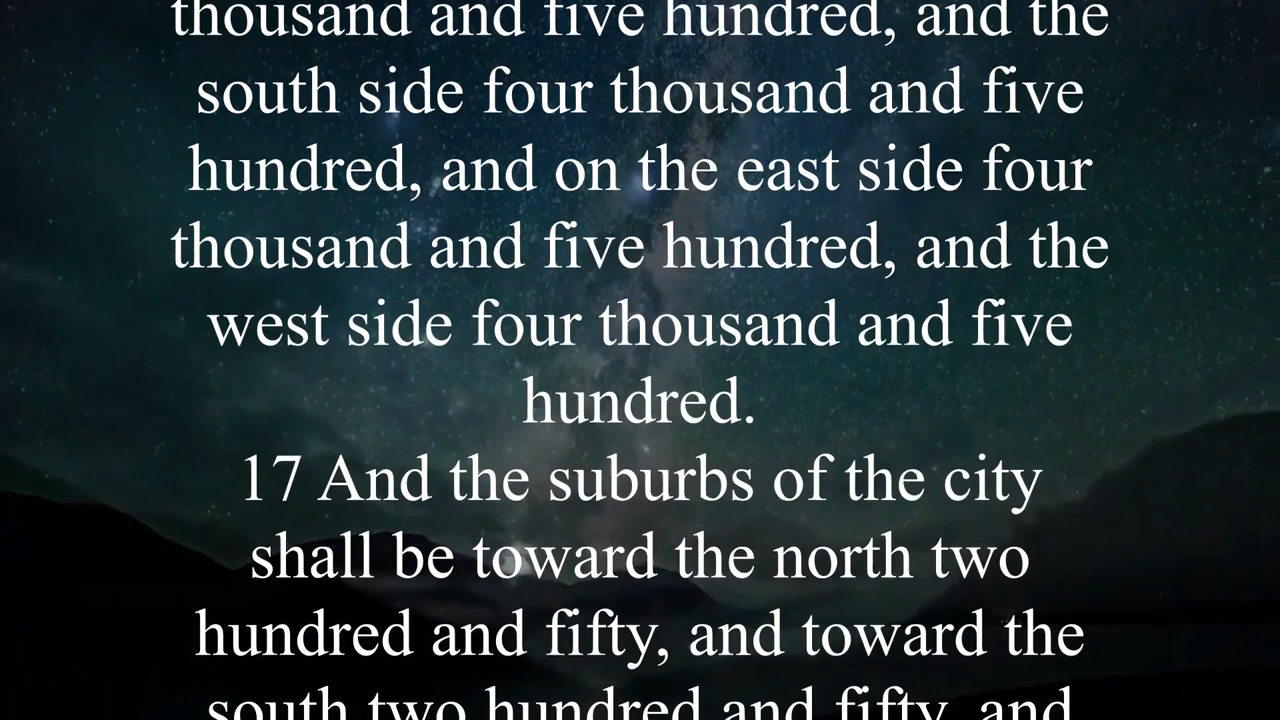 thousand and five hundred, and the
south side four thousand and five
hundred, and on the east side four
thousand and five hundred, and the
west side four thousand and five
hundred.
17 And the suburbs of the city
shall be toward the north two
hundred and fifty, and toward the
south two hundred and fifty, and